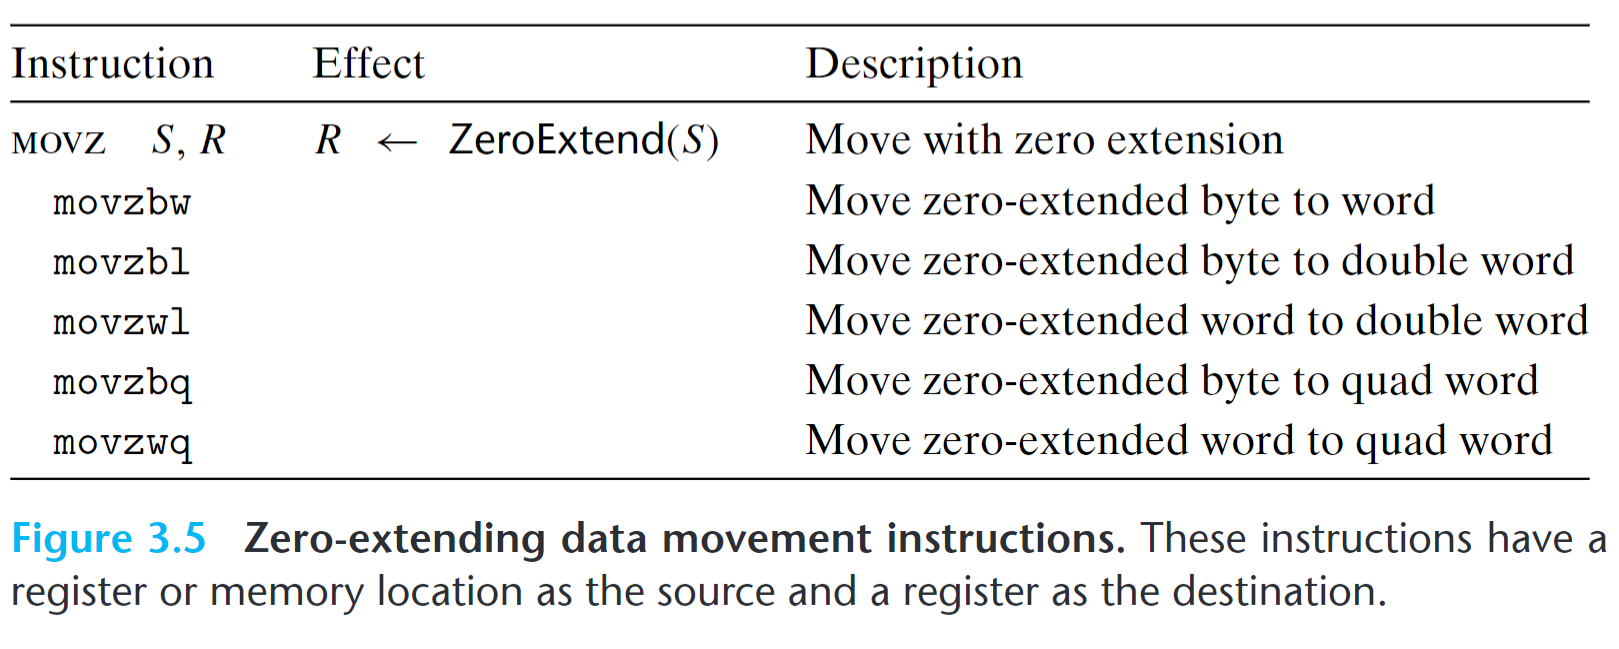 Instruction Effect Description
MOVZ S, R R ← ZeroExtend(S) Move with zero extension
movzbw Move zero-extended byte to word
movzbl Move zero-extended byte to double word
movzwl Move zero-extended word to double word
movzbq Move zero-extended byte to quad word
movzwq Move zero-extended word to quad word
Figure 3.5 Zero-extending data movement instructions. These instructions have a
register or memory location as the source and a register as the destination.